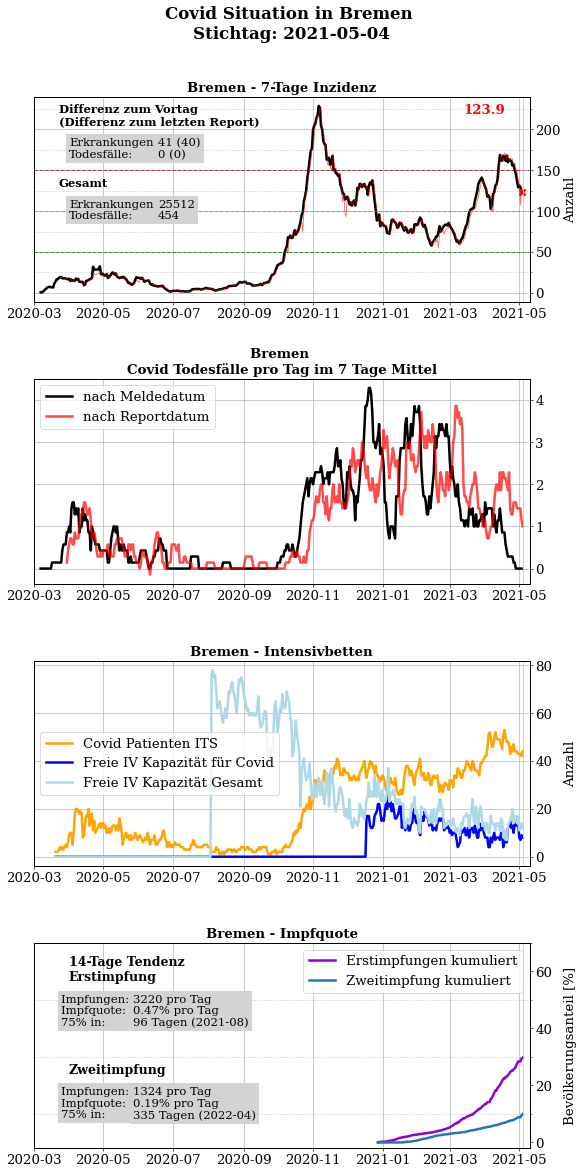 Covid Situation in Bremen
Stichtag: 2021-05-04
Bremen - 7-Tage Inzidenz
Differenz zum Vortag
(Differenz zum letzten Report)
Erkrankungen 41 (40)
Todesfälle: 0 (0)
Gesamt
Erkrankungen 25512
Todesfälle: 454
123.9
200
150
100
50
0
Anzahl
2020-03 2020-05 2020-07 2020-09 2020-11 2021-01 2021-03 2021-05
Bremen
Covid Todesfälle pro Tag im 7 Tage Mittel
nach Meldedatum
nach Reportdatum
4
3
2
1
0
2020-03 2020-05 2020-07 2020-09 2020-11 2021-01 2021-03 2021-05
Bremen - Intensivbetten
Covid Patienten ITS
Freie IV Kapazität für Covid
Freie IV Kapazität Gesamt
80
60
40
20
0
Anzahl
2020-03 2020-05 2020-07 2020-09 2020-11 2021-01 2021-03 2021-05
Bremen - Impfquote
14-Tage Tendenz
Erstimpfung
Impfungen: 3220 pro Tag
Impfquote: 0.47% pro Tag
75% in: 96 Tagen (2021-08)
Zweitimpfung
Impfungen: 1324 pro Tag
Impfquote: 0.19% pro Tag
75% in: 335 Tagen (2022-04)
Erstimpfungen kumuliert
Zweitimpfung kumuliert
60
40
20
0
Bevölkerungsanteil [%]
2020-03 2020-05 2020-07 2020-09 2020-11 2021-01 2021-03 2021-05